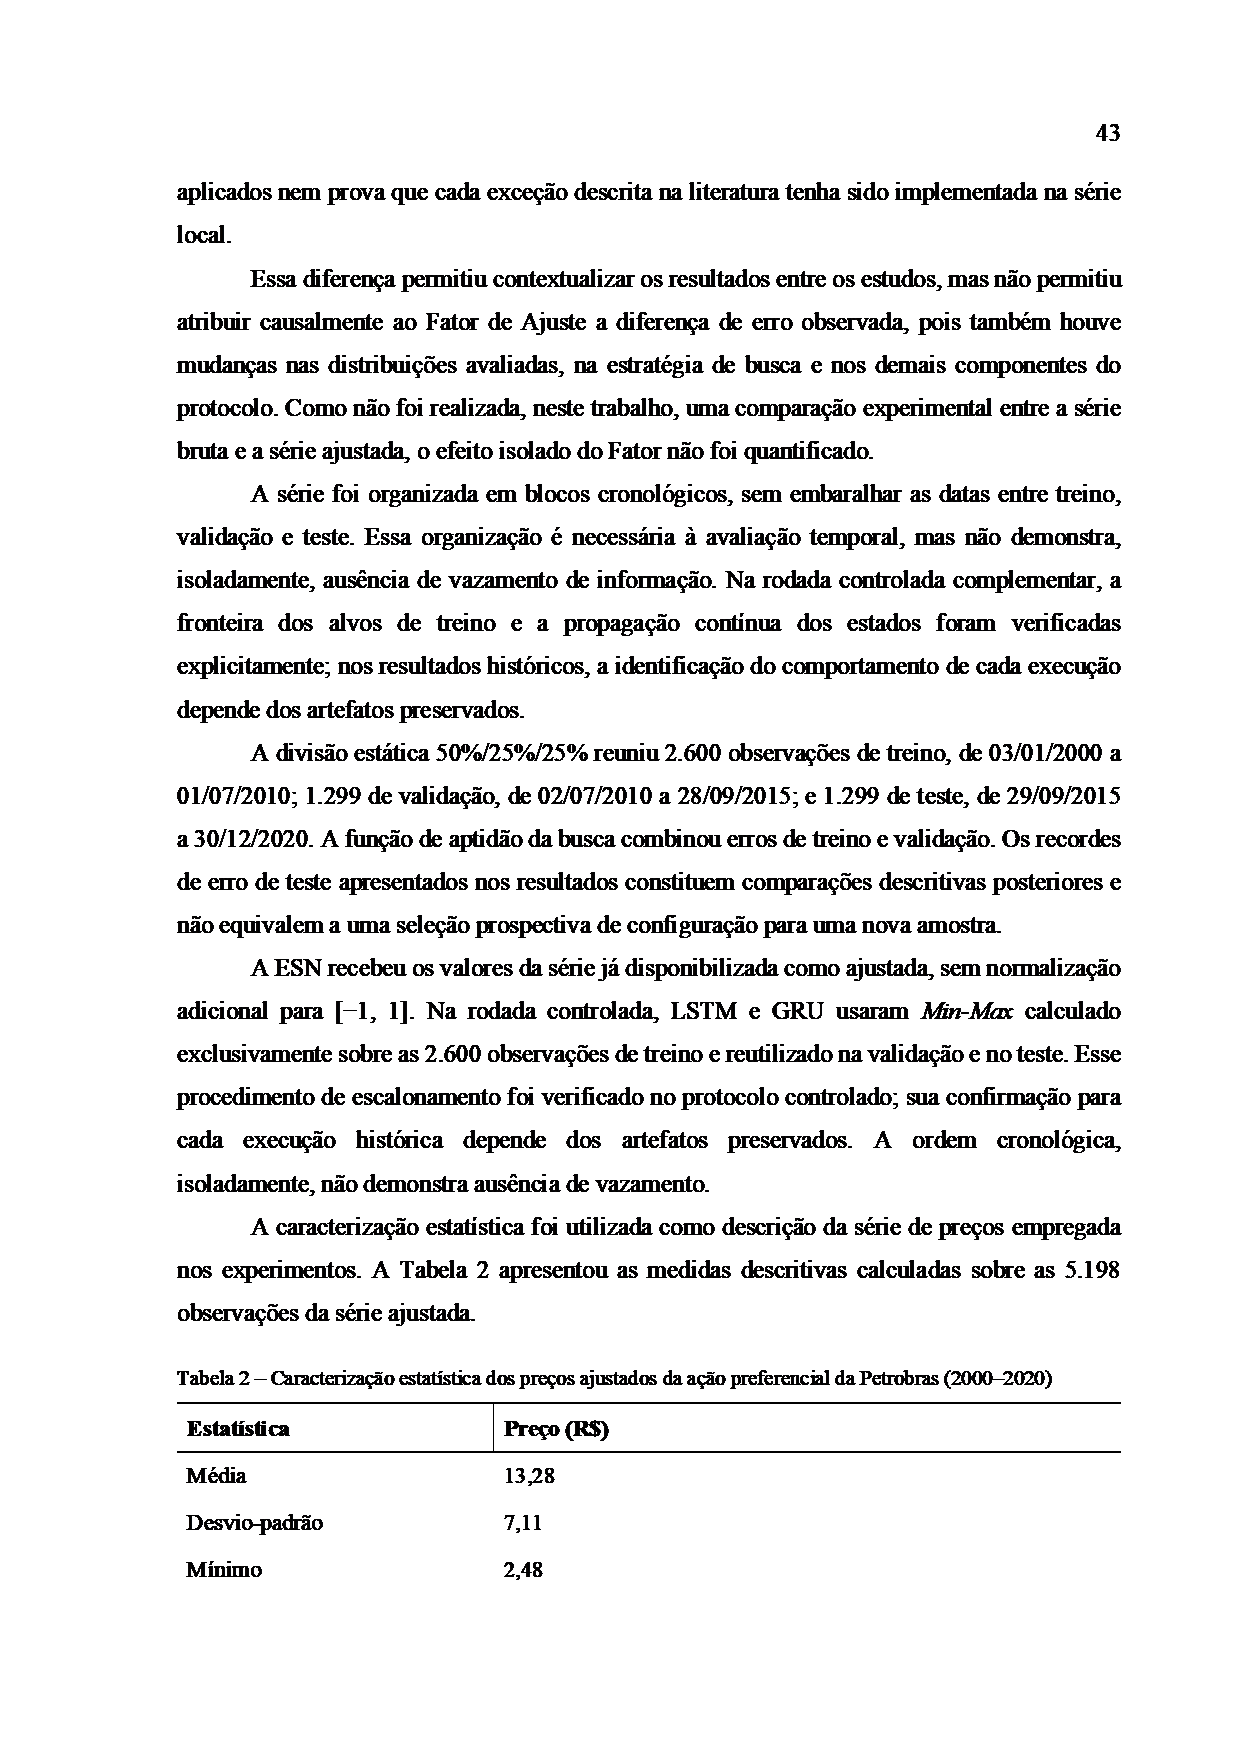 43
aplicados nem prova que cada exceção descrita na literatura tenha sido implementada na série
local.
Essa diferença permitiu contextualizar os resultados entre os estudos, mas não permitiu
atribuir causalmente ao Fator de Ajuste a diferença de erro observada, pois também houve
mudanças nas distribuições avaliadas, na estratégia de busca e nos demais componentes do
protocolo. Como não foi realizada, neste trabalho, uma comparação experimental entre a série
bruta e a série ajustada, o efeito isolado do Fator não foi quantificado.
A série foi organizada em blocos cronológicos, sem embaralhar as datas entre treino,
validação e teste. Essa organização é necessária à avaliação temporal, mas não demonstra,
isoladamente, ausência de vazamento de informação. Na rodada controlada complementar, a
fronteira dos alvos de treino e a propagação contínua dos estados foram verificadas
explicitamente; nos resultados históricos, a identificação do comportamento de cada execução
depende dos artefatos preservados.
A divisão estática 50%/25%/25% reuniu 2.600 observações de treino, de 03/01/2000 a
01/07/2010; 1.299 de validação, de 02/07/2010 a 28/09/2015; e 1.299 de teste, de 29/09/2015
a 30/12/2020. A função de aptidão da busca combinou erros de treino e validação. Os recordes
de erro de teste apresentados nos resultados constituem comparações descritivas posteriores e
não equivalem a uma seleção prospectiva de configuração para uma nova amostra.
A ESN recebeu os valores da série já disponibilizada como ajustada, sem normalização
adicional para [−1, 1]. Na rodada controlada, LSTM e GRU usaram Min-Max calculado
exclusivamente sobre as 2.600 observações de treino e reutilizado na validação e no teste. Esse
procedimento de escalonamento foi verificado no protocolo controlado; sua confirmação para
cada execução histórica depende dos artefatos preservados. A ordem cronológica,
isoladamente, não demonstra ausência de vazamento.
A caracterização estatística foi utilizada como descrição da série de preços empregada
nos experimentos. A Tabela 2 apresentou as medidas descritivas calculadas sobre as 5.198
observações da série ajustada.
Tabela 2 – Caracterização estatística dos preços ajustados da ação preferencial da Petrobras (2000–2020)
Estatística Preço (R$)
Média 13,28
Desvio-padrão 7,11
Mínimo 2,48